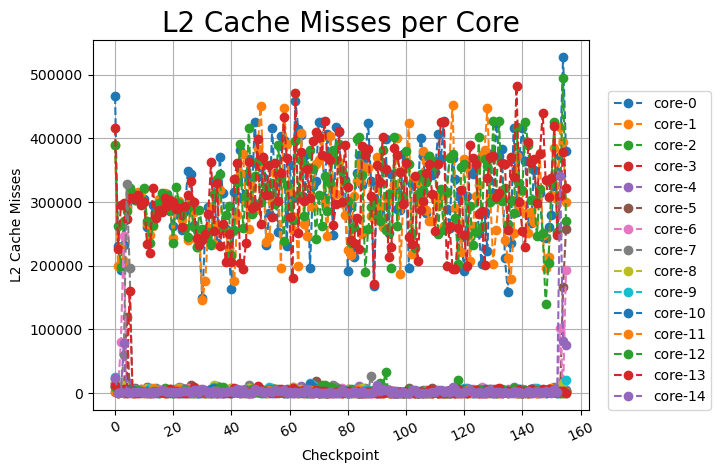 L2 Cache Misses per Core
L2 Cache Misses
500000
400000
300000
200000
100000
0
0 20 40 60 80 100 120 140 160
Checkpoint
core-0
core-1
core-2
core-3
core-4
core-5
core-6
core-7
core-8
core-9
core-10
core-11
core-12
core-13
core-14